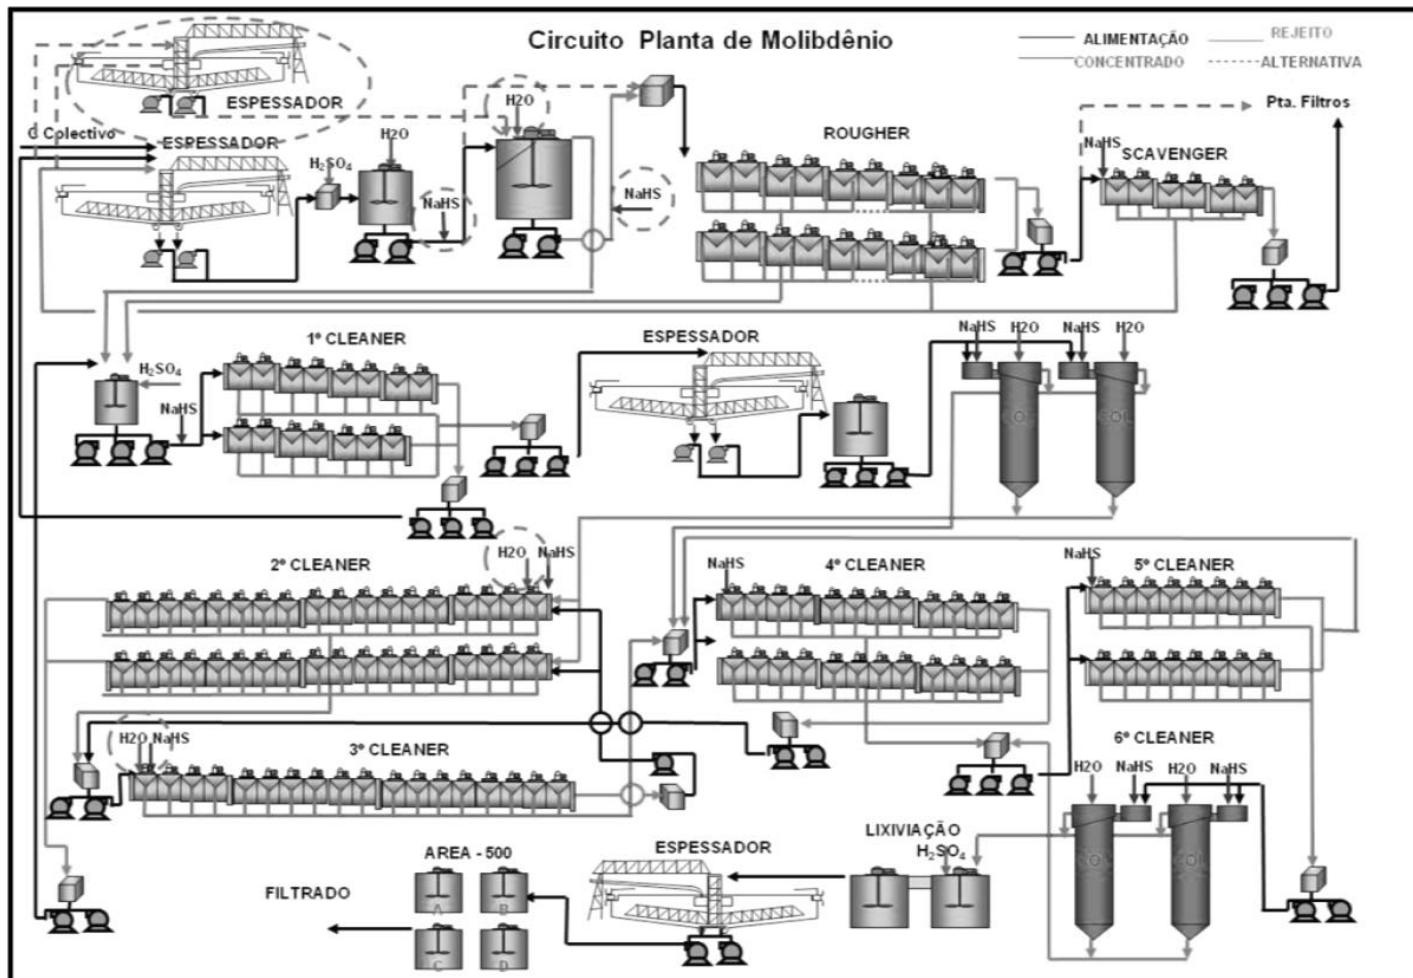 Circuito Planta de Molibdênio
ALIMENTAÇÃO
REJEITO
CONCENTRADO
ALTERNATIVA
ESPESSADOR
H2O
Pta. Filtros
C Colectivo
ESPESSADOR
H2O
H₂SO₄
NaHS
NaHS
ROUGHER
NaHS
SCAVENGER
1º CLEANER
H₂SO₄
NaHS
ESPESSADOR
NaHS H2O NaHS H2O
COL COL
2º CLEANER
H2O NaHS
NaHS
4º CLEANER
NaHS
5º CLEANER
H2O NaHS
3º CLEANER
6º CLEANER
H2O NaHS H2O NaHS
COL COL
LIXIVIAÇÃO
H₂SO₄
ESPESSADOR
AREA - 500
FILTRADO
A B
C D